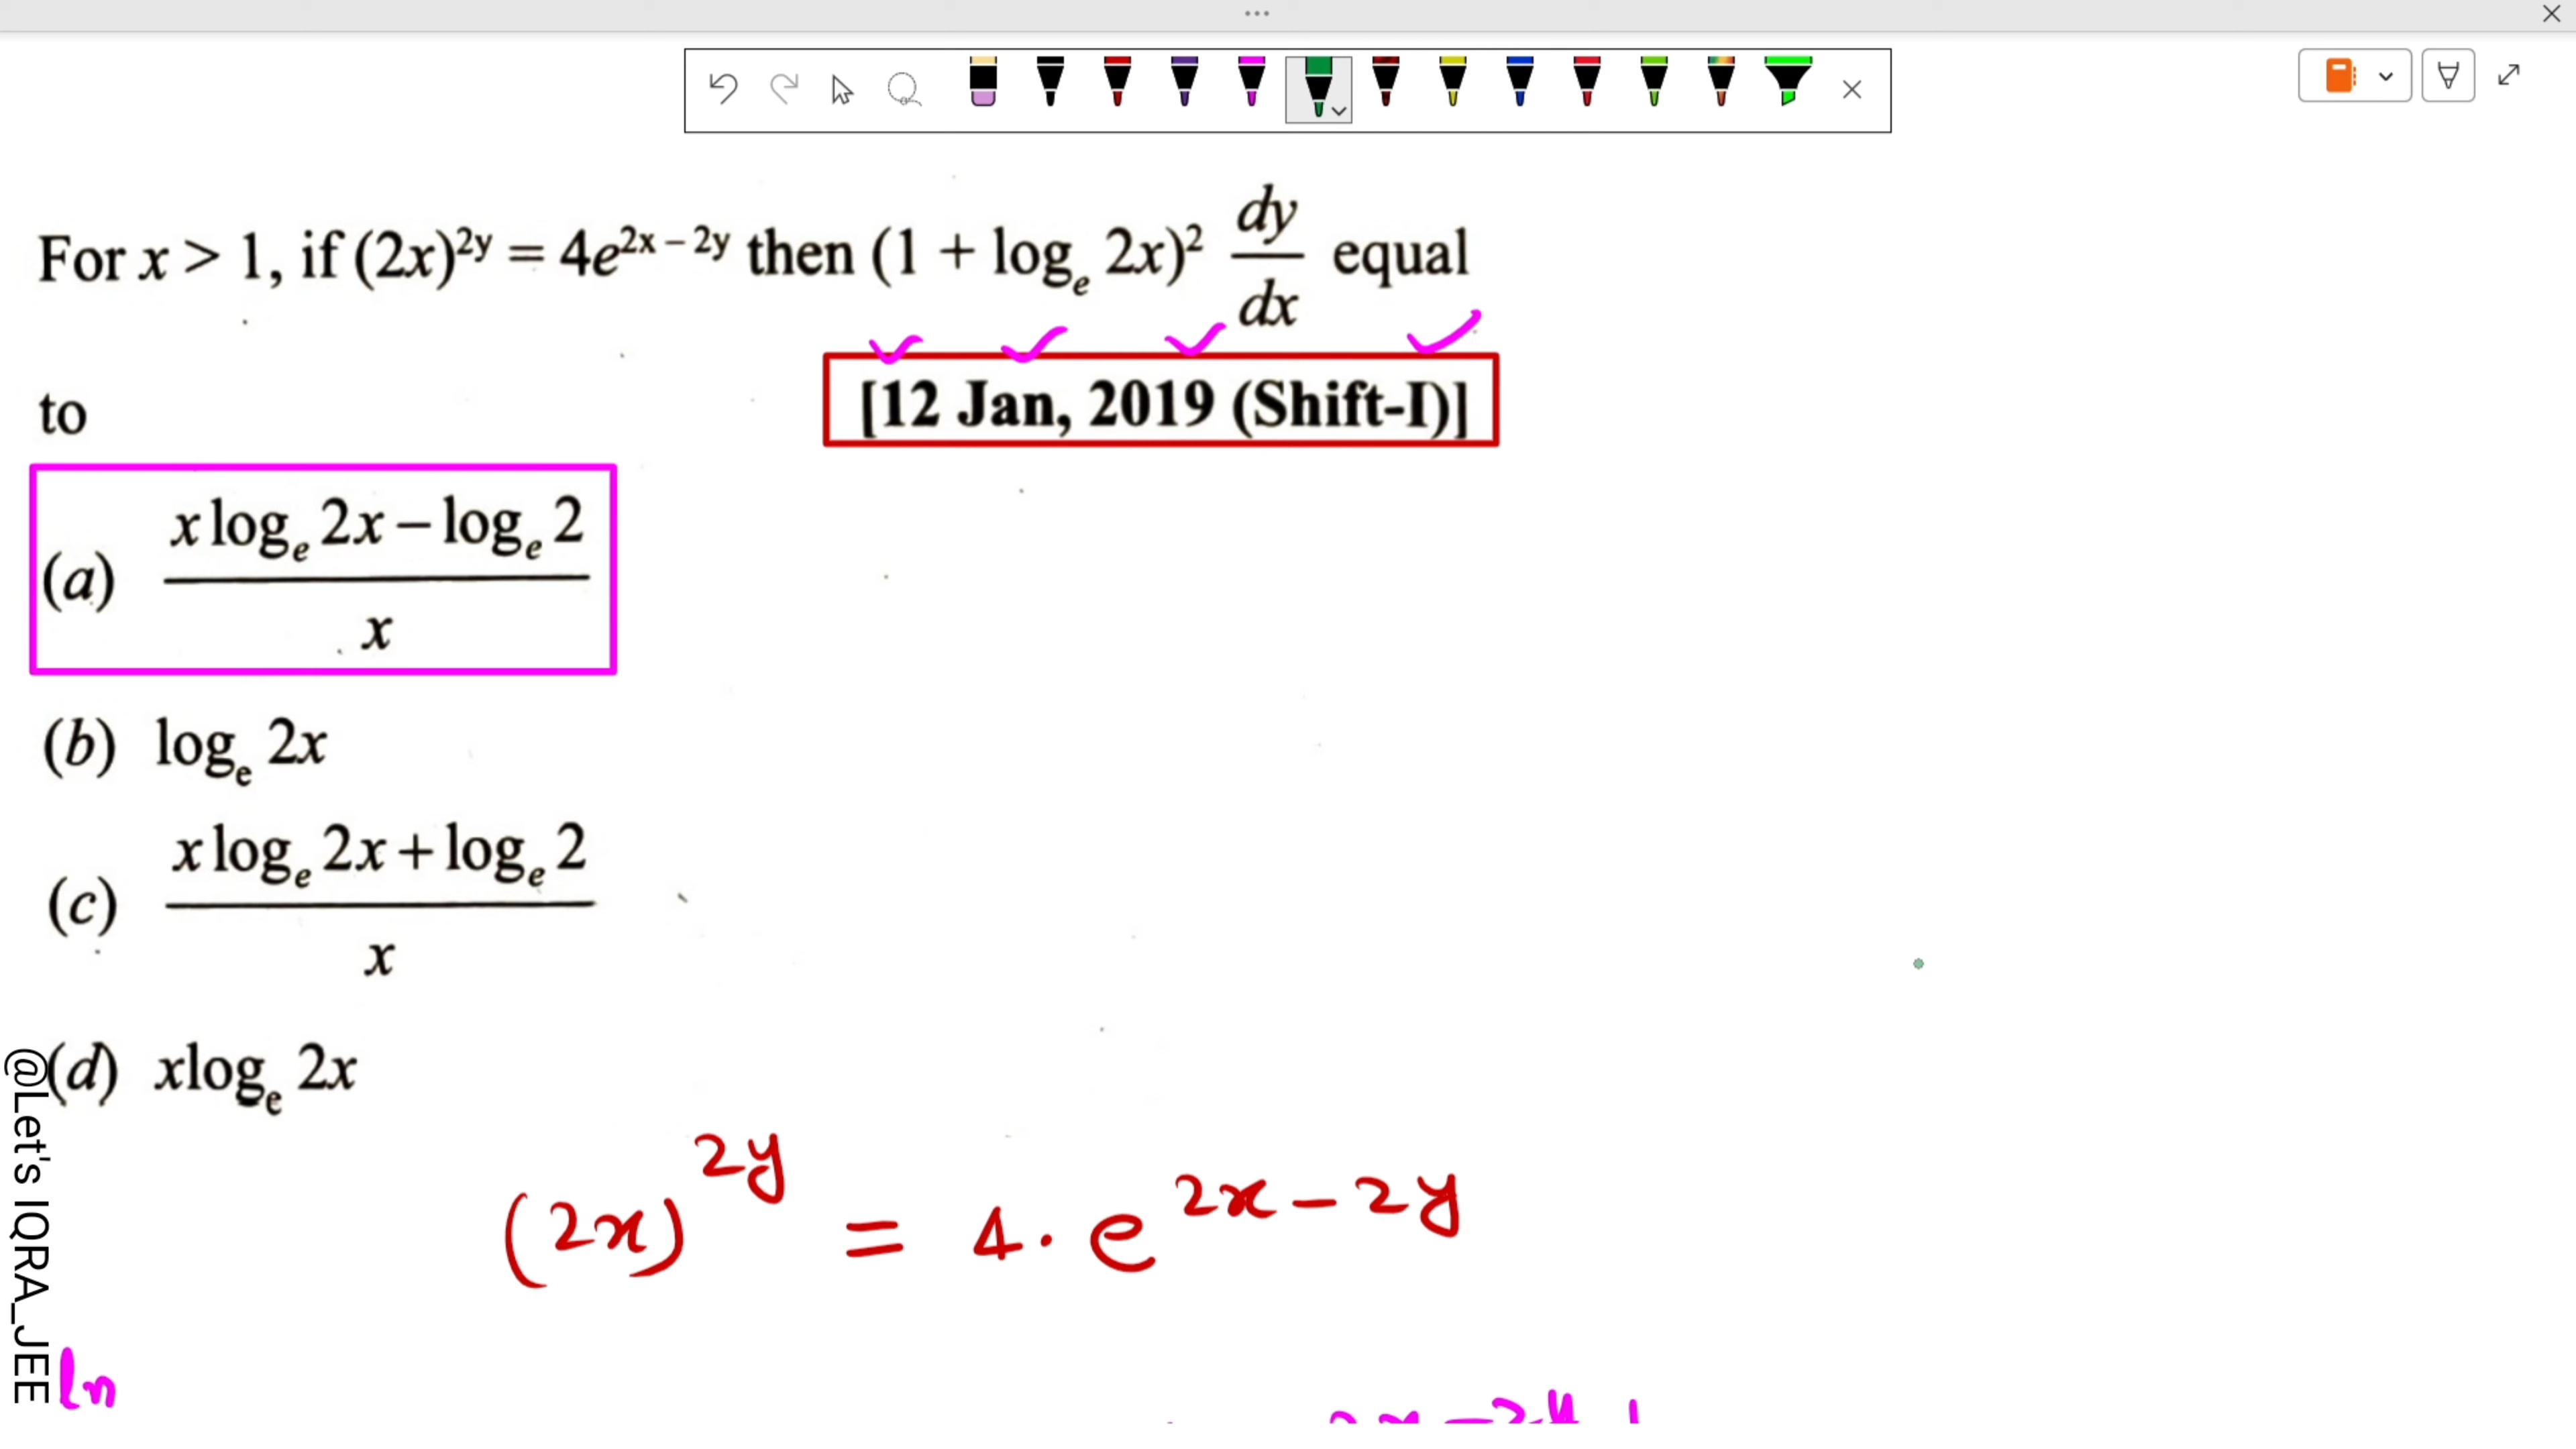 For x > 1, if (2x)^{2y} = 4e^{2x – 2y} then (1 + log_e 2x)² dy/dx equal
to [12 Jan, 2019 (Shift-I)]
(a) (x log_e 2x – log_e 2)/x
(b) log_e 2x
(c) (x log_e 2x + log_e 2)/x
(d) xlog_e 2x
(2x)^{2y} = 4 · e^{2x – 2y}
ln
@Let's IQRA_JEE